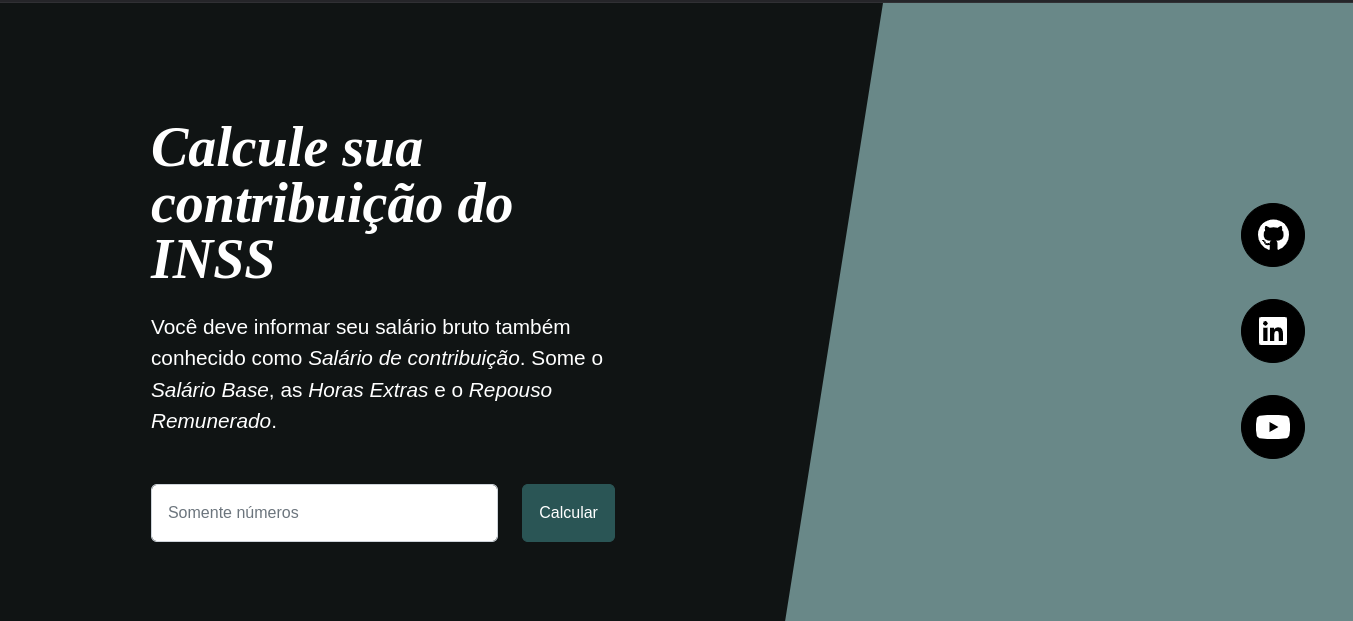 Calcule sua
contribuição do
INSS
Você deve informar seu salário bruto também
conhecido como Salário de contribuição. Some o
Salário Base, as Horas Extras e o Repouso
Remunerado.
Somente números
Calcular
in